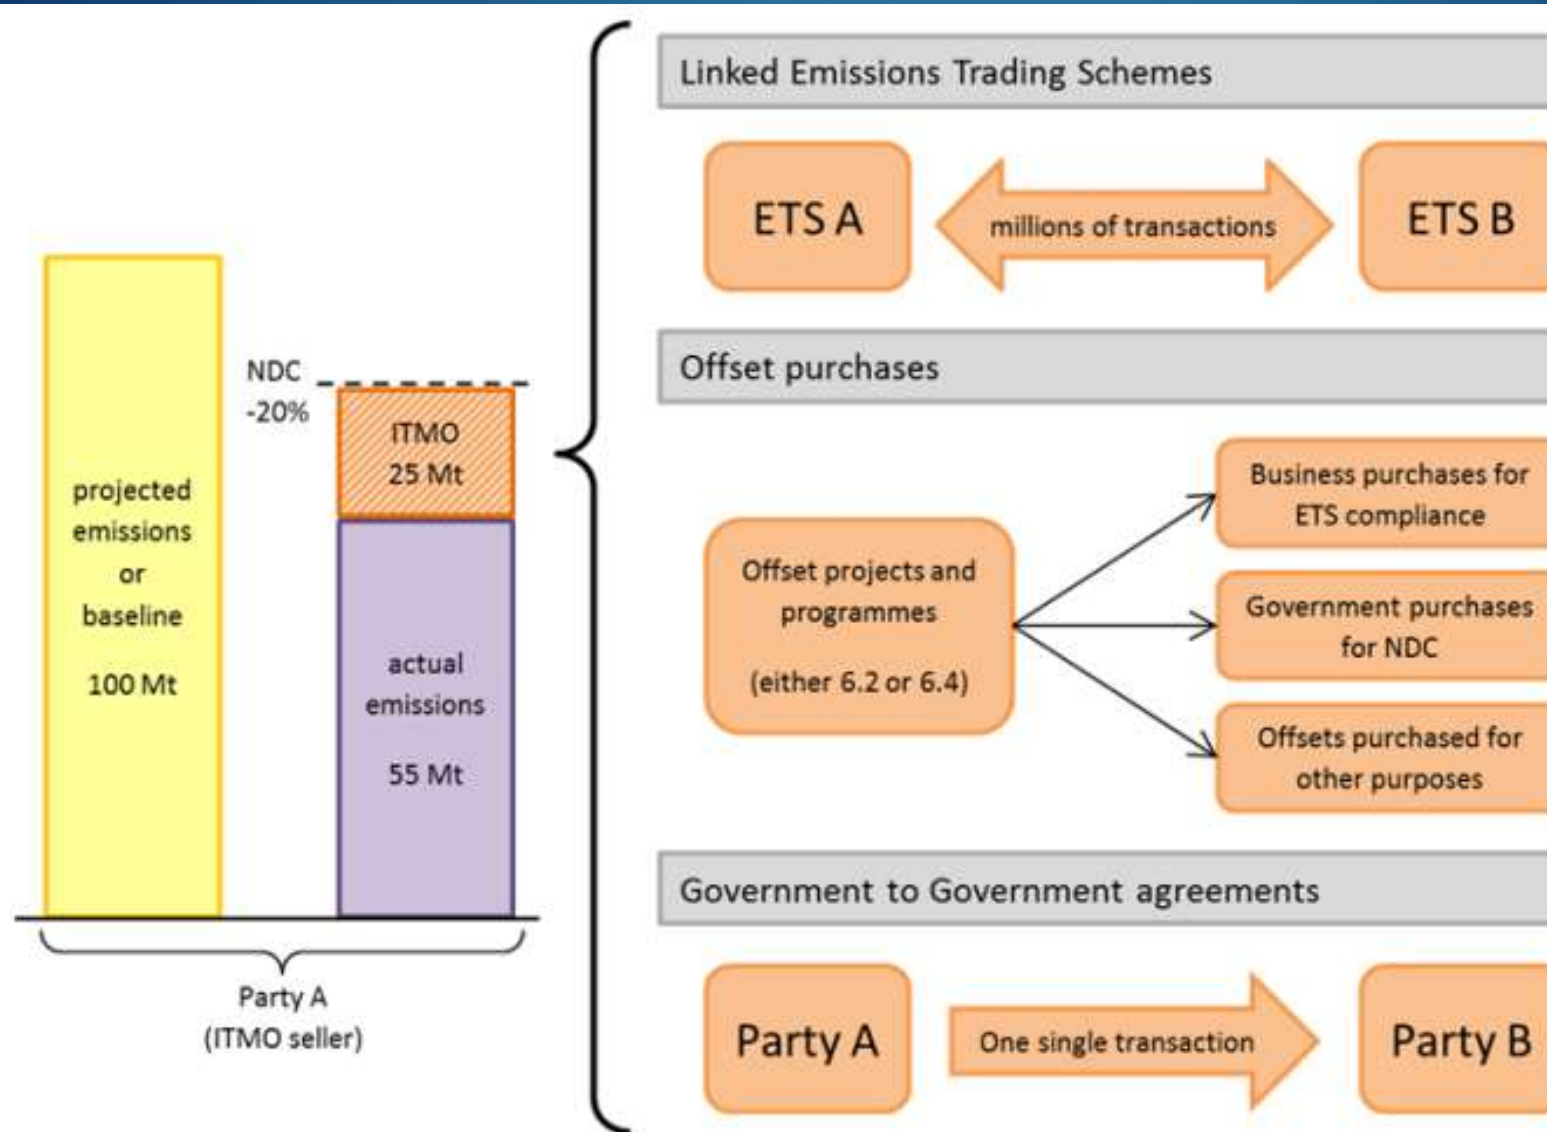 Linked Emissions Trading Schemes
ETS A
millions of transactions
ETS B
NDC
-20%
ITMO
25 Mt
projected
emissions
or
baseline
100 Mt
actual
emissions
55 Mt
Party A
(ITMO seller)
Offset purchases
Offset projects and
programmes
(either 6.2 or 6.4)
Business purchases for
ETS compliance
Government purchases
for NDC
Offsets purchased for
other purposes
Government to Government agreements
Party A
One single transaction
Party B